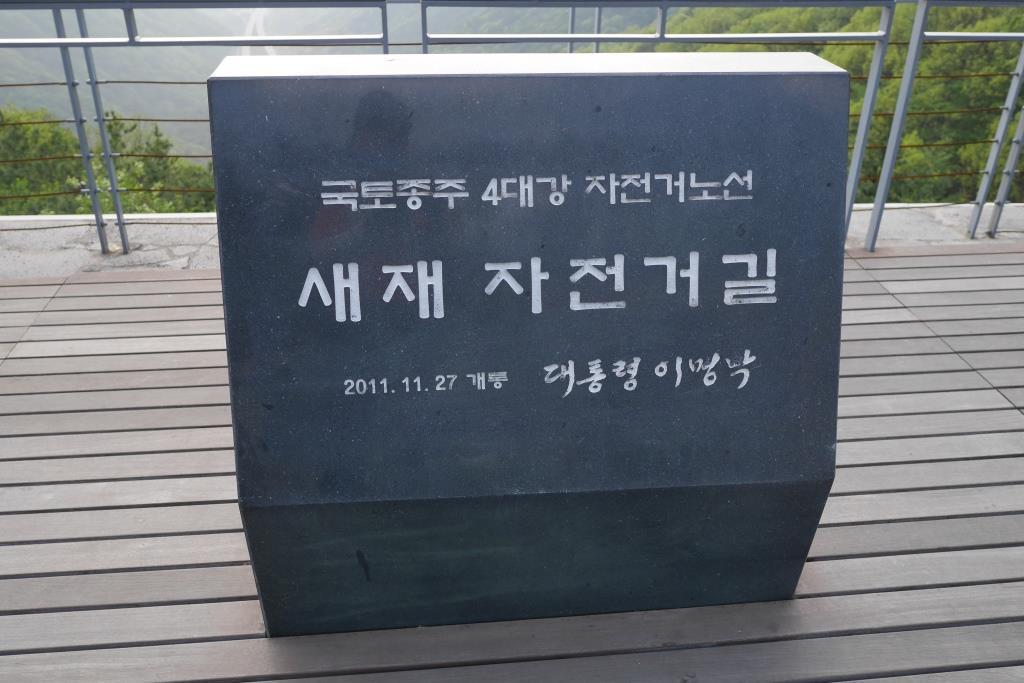 국토종주 4대강 자전거노선
새재 자전거길
2011. 11. 27 개통 대통령 이명박